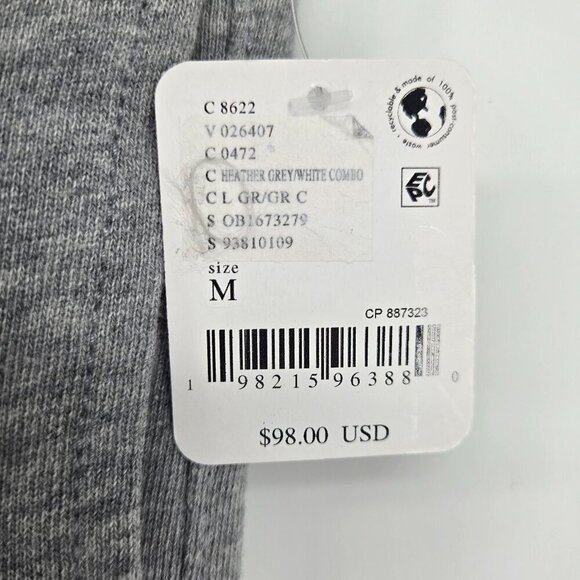 C 8622
V 026407
C 0472
C HEATHER GREY/WHITE COMBO
C L GR/GR C
S OB1673279
S 93810109
size
M
recyclable & made of 100% post-consumer waste
EPC TM
CP 887323
1 98215 96388 0
$98.00 USD